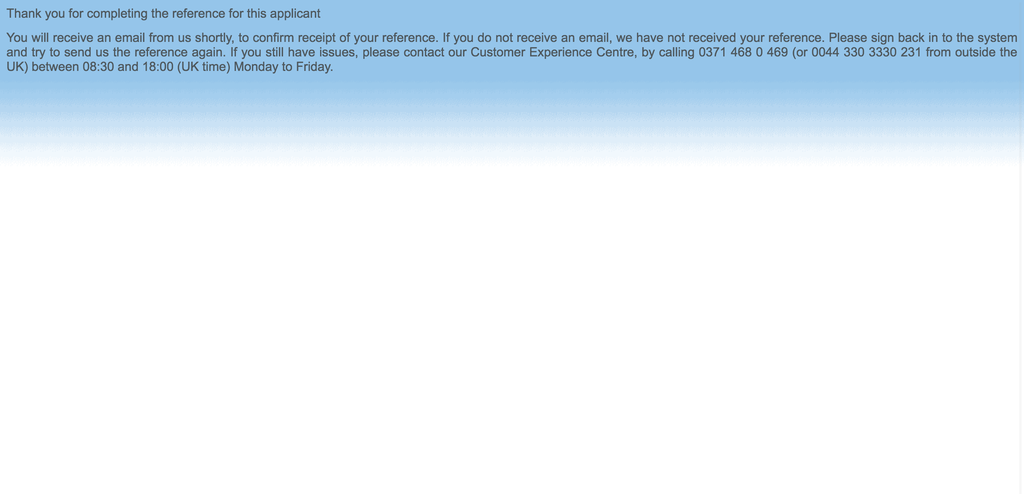 Thank you for completing the reference for this applicant
You will receive an email from us shortly, to confirm receipt of your reference. If you do not receive an email, we have not received your reference. Please sign back in to the system
and try to send us the reference again. If you still have issues, please contact our Customer Experience Centre, by calling 0371 468 0 469 (or 0044 330 3330 231 from outside the
UK) between 08:30 and 18:00 (UK time) Monday to Friday.